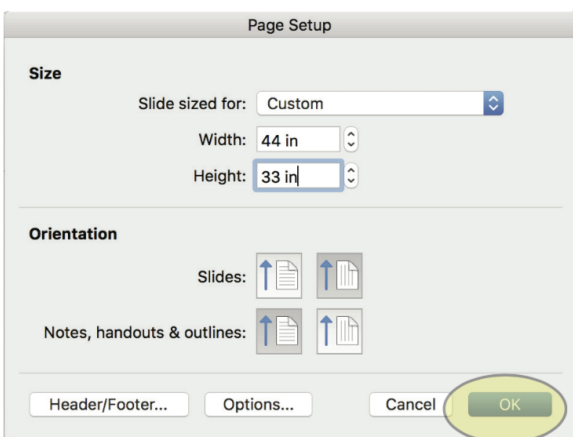 Page Setup
Size
Slide sized for: Custom
Width: 44 in
Height: 33 in
Orientation
Slides:
Notes, handouts & outlines:
Header/Footer... Options... Cancel OK